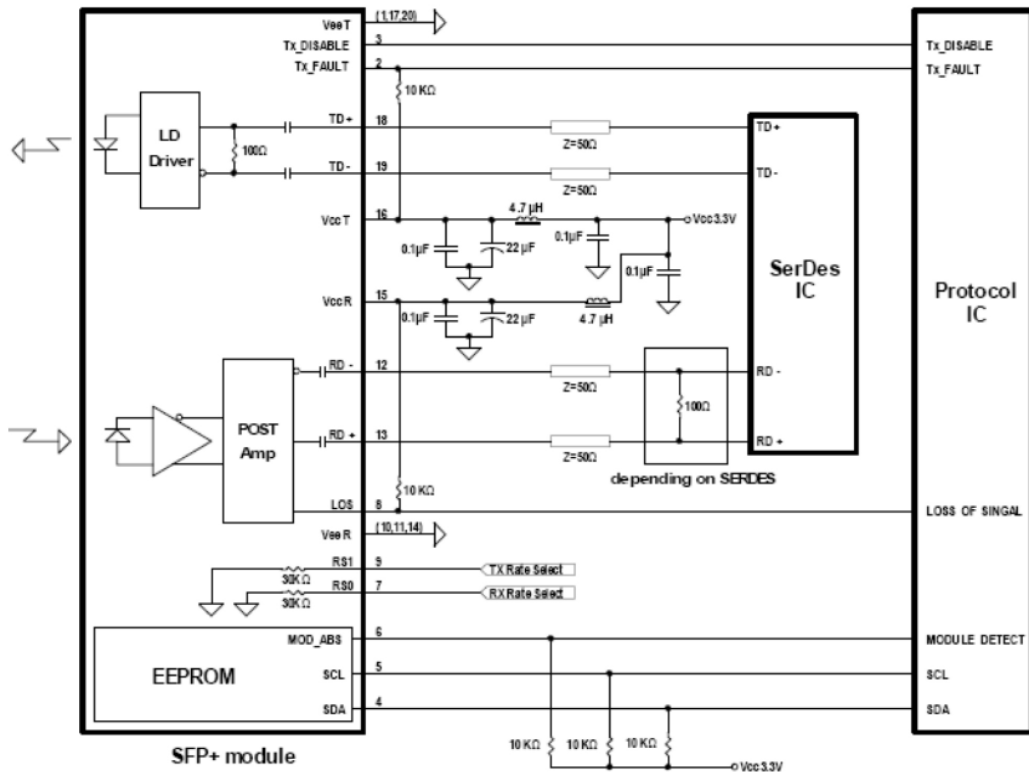 VeeT (1,17,20)
Tx_DISABLE 3 Tx_DISABLE
Tx_FAULT 2 Tx_FAULT
10 KΩ
LD
Driver
100Ω
TD+ 18 Z=50Ω TD+
TD- 19 Z=50Ω TD-
VccT 16 4.7 µH Vcc3.3V
0.1µF 22 µF 0.1µF 0.1µF
SerDes
IC
Protocol
IC
VccR 15
0.1µF 22 µF 4.7 µH
RD - 12 Z=50Ω RD -
100Ω
POST
Amp
RD + 13 Z=50Ω RD +
depending on SERDES
10 KΩ
LOS 8 LOSS OF SINGAL
VeeR (10,11,14)
RS1 9 TX Rate Select
30KΩ
RS0 7 RX Rate Select
30KΩ
MOD_ABS 6 MODULE DETECT
EEPROM
SCL 5 SCL
SDA 4 SDA
10 KΩ 10 KΩ 10 KΩ
Vcc3.3V
SFP+ module